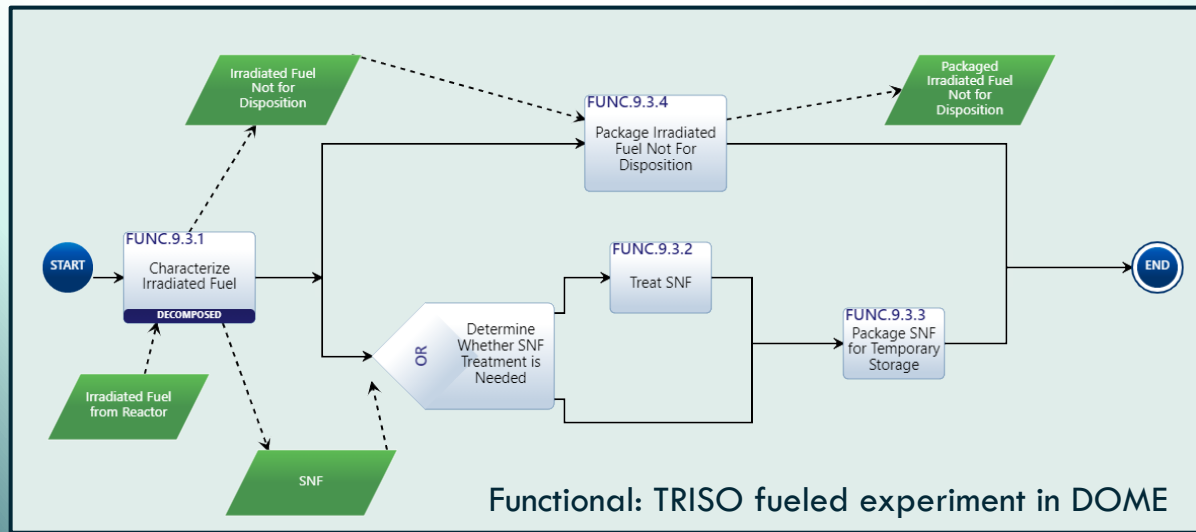 Irradiated Fuel
Not for
Disposition
FUNC.9.3.4
Package Irradiated
Fuel Not For
Disposition
Packaged
Irradiated Fuel
Not for
Disposition
START
FUNC.9.3.1
Characterize
Irradiated Fuel
DECOMPOSED
FUNC.9.3.2
Treat SNF
END
OR
Determine
Whether SNF
Treatment is
Needed
FUNC.9.3.3
Package SNF
for Temporary
Storage
Irradiated Fuel
from Reactor
SNF
Functional: TRISO fueled experiment in DOME